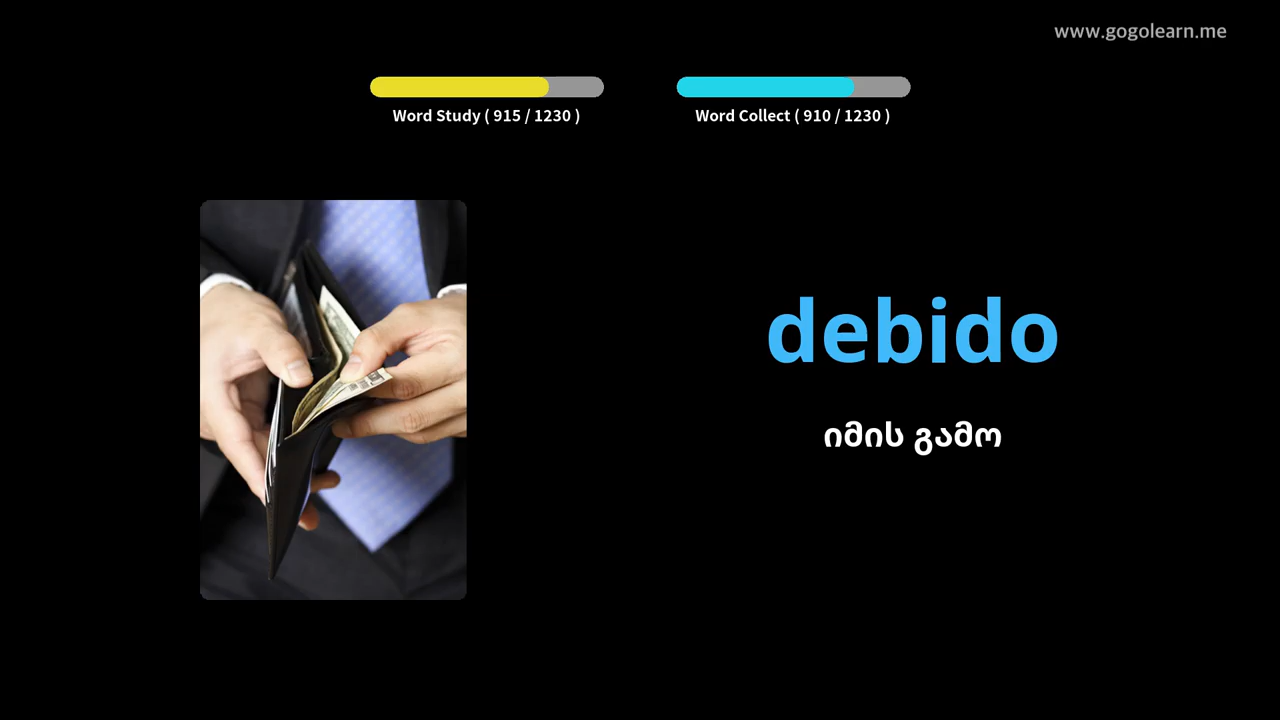 www.gogolearn.me
Word Study ( 915 / 1230 )
Word Collect ( 910 / 1230 )
debido
იმის გამო